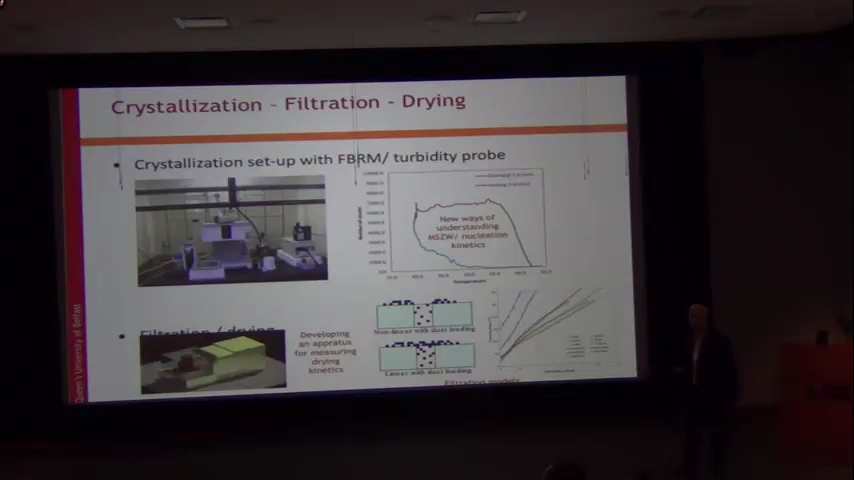 Crystallization - Filtration - Drying
• Crystallization set-up with FBRM/ turbidity probe
New ways of
understanding
MSZW/ nucleation
kinetics
Temperature
• Filtration / drying
Developing
an apparatus
for measuring
drying
kinetics
Non-linear with dust loading
Linear with dust loading
Filtration models
Queen's University of Belfast